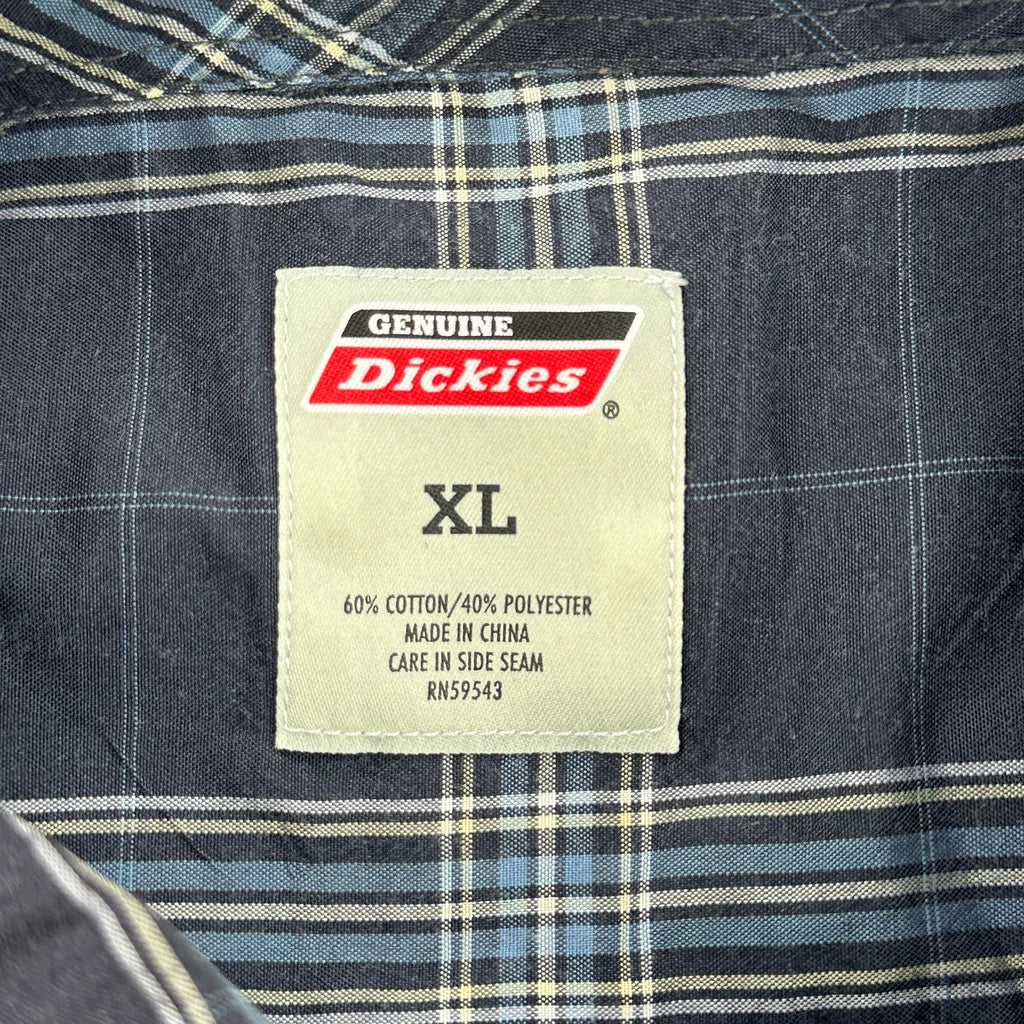 GENUINE
Dickies
®
XL
60% COTTON/40% POLYESTER
MADE IN CHINA
CARE IN SIDE SEAM
RN59543